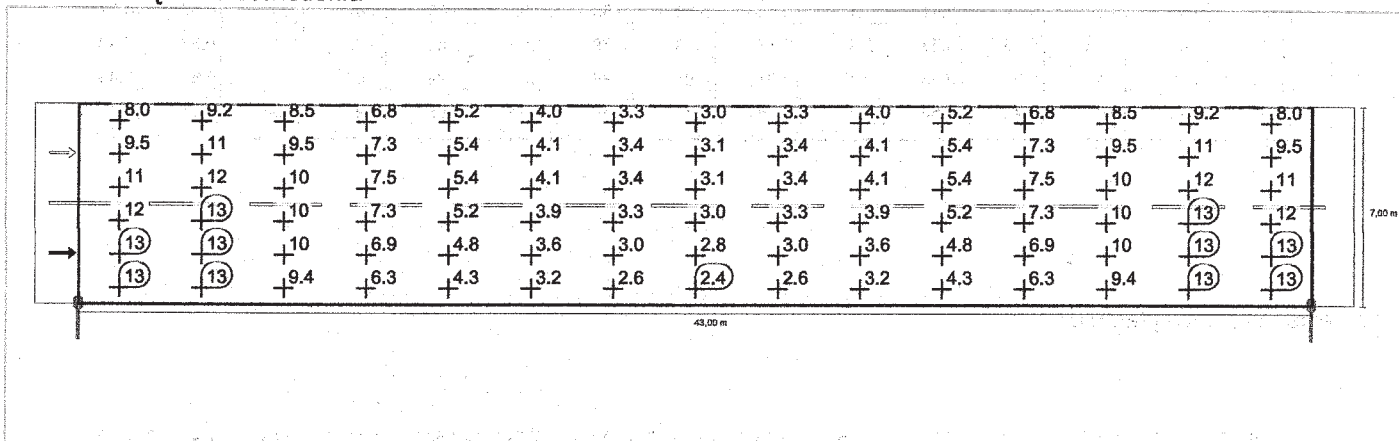 8.0 9.2 8.5 6.8 5.2 4.0 3.3 3.0 3.3 4.0 5.2 6.8 8.5 9.2 8.0
9.5 11 9.5 7.3 5.4 4.1 3.4 3.1 3.4 4.1 5.4 7.3 9.5 11 9.5
11 12 10 7.5 5.4 4.1 3.4 3.1 3.4 4.1 5.4 7.5 10 12 11
12 13 10 7.3 5.2 3.9 3.3 3.0 3.3 3.9 5.2 7.3 10 13 12
7,00 m
13 13 10 6.9 4.8 3.6 3.0 2.8 3.0 3.6 4.8 6.9 10 13 13
13 13 9.4 6.3 4.3 3.2 2.6 2.4 2.6 3.2 4.3 6.3 9.4 13 13
43,00 m